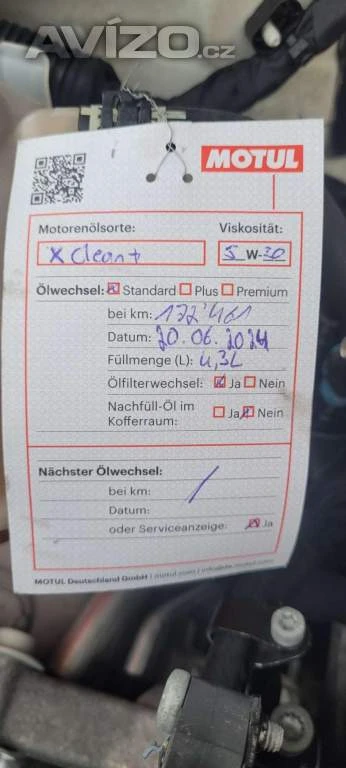 Avízo.cz
MOTUL
Motorenölsorte: Viskosität:
x Clean+ 5 W-30
Ölwechsel: Standard Plus Premium
bei km: 172'461
Datum: 20.06.2024
Füllmenge (L): 4,3L
Ölfilterwechsel: Ja Nein
Nachfüll-Öl im
Kofferraum: Ja Nein
Nächster Ölwechsel:
bei km:
Datum:
oder Serviceanzeige: Ja
MOTUL Deutschland GmbH